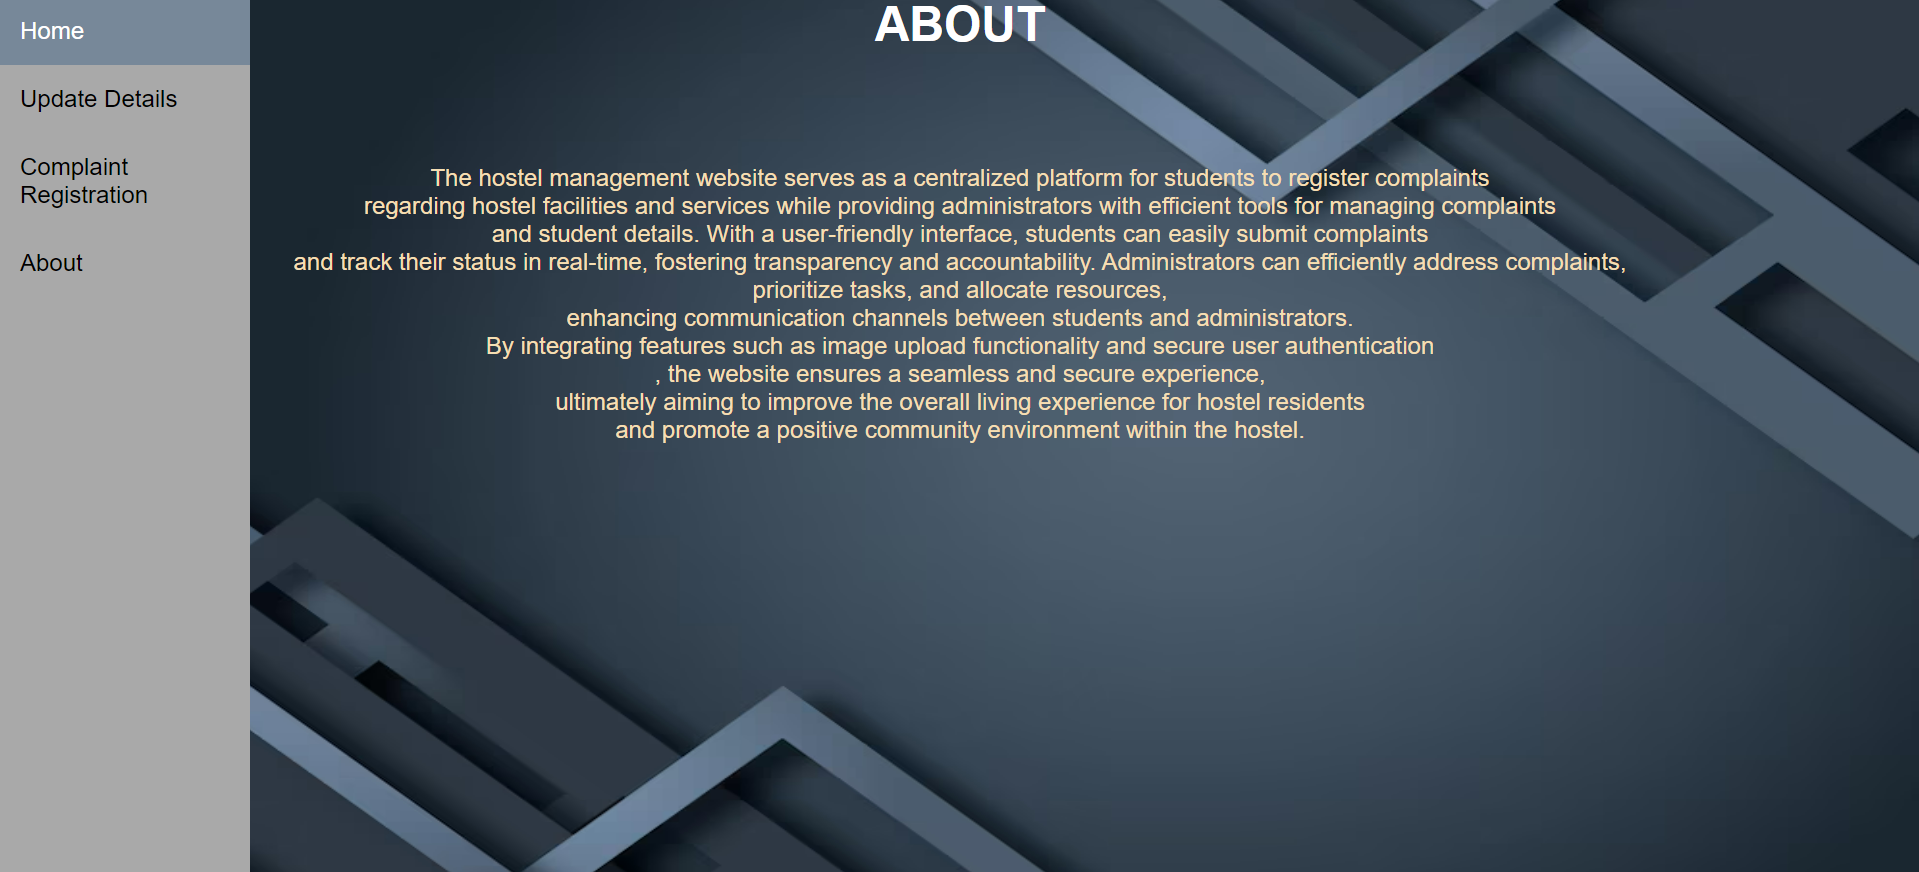 Home
Update Details
Complaint
Registration
About
ABOUT
The hostel management website serves as a centralized platform for students to register complaints
regarding hostel facilities and services while providing administrators with efficient tools for managing complaints
and student details. With a user-friendly interface, students can easily submit complaints
and track their status in real-time, fostering transparency and accountability. Administrators can efficiently address complaints,
prioritize tasks, and allocate resources,
enhancing communication channels between students and administrators.
By integrating features such as image upload functionality and secure user authentication
, the website ensures a seamless and secure experience,
ultimately aiming to improve the overall living experience for hostel residents
and promote a positive community environment within the hostel.